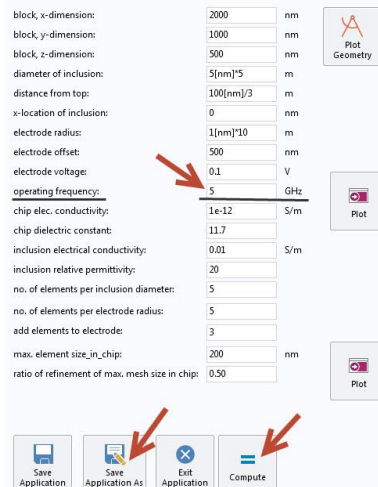 block, x-dimension: 2000 nm
Plot
Geometry
block, y-dimension: 1000 nm
block, z-dimension: 500 nm
diameter of inclusion: 5[nm]*5 m
distance from top: 100[nm]/3 m
x-location of inclusion: 0 nm
electrode radius: 1[nm]*10 m
electrode offset: 500 nm
electrode voltage: 0.1 V
operating frequency: 5 GHz
Plot
chip elec. conductivity: 1e-12 S/m
chip dielectric constant: 11.7
inclusion electrical conductivity: 0.01 S/m
inclusion relative permittivity: 20
no. of elements per inclusion diameter: 5
no. of elements per electrode radius: 5
add elements to electrode: 3
max. element size_in_chip: 200 nm
ratio of refinement of max. mesh size in chip: 0.50
Plot
Save
Application
Save
Application As
Exit
Application
Compute